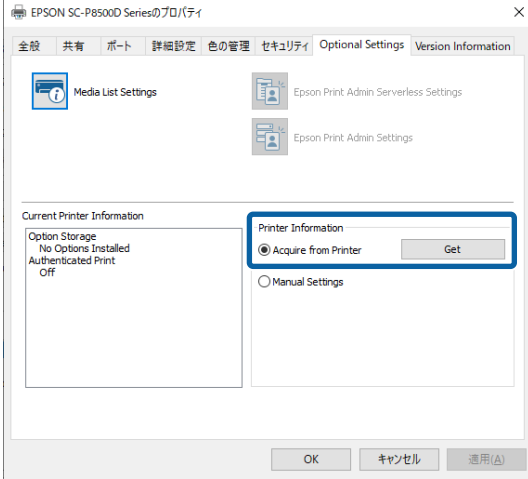 EPSON SC-P8500D Seriesのプロパティ
全般 共有 ポート 詳細設定 色の管理 セキュリティ Optional Settings Version Information
Media List Settings
Epson Print Admin Serverless Settings
Epson Print Admin Settings
Current Printer Information
Option Storage
No Options Installed
Authenticated Print
Off
Printer Information
Acquire from Printer Get
Manual Settings
OK キャンセル 適用(A)